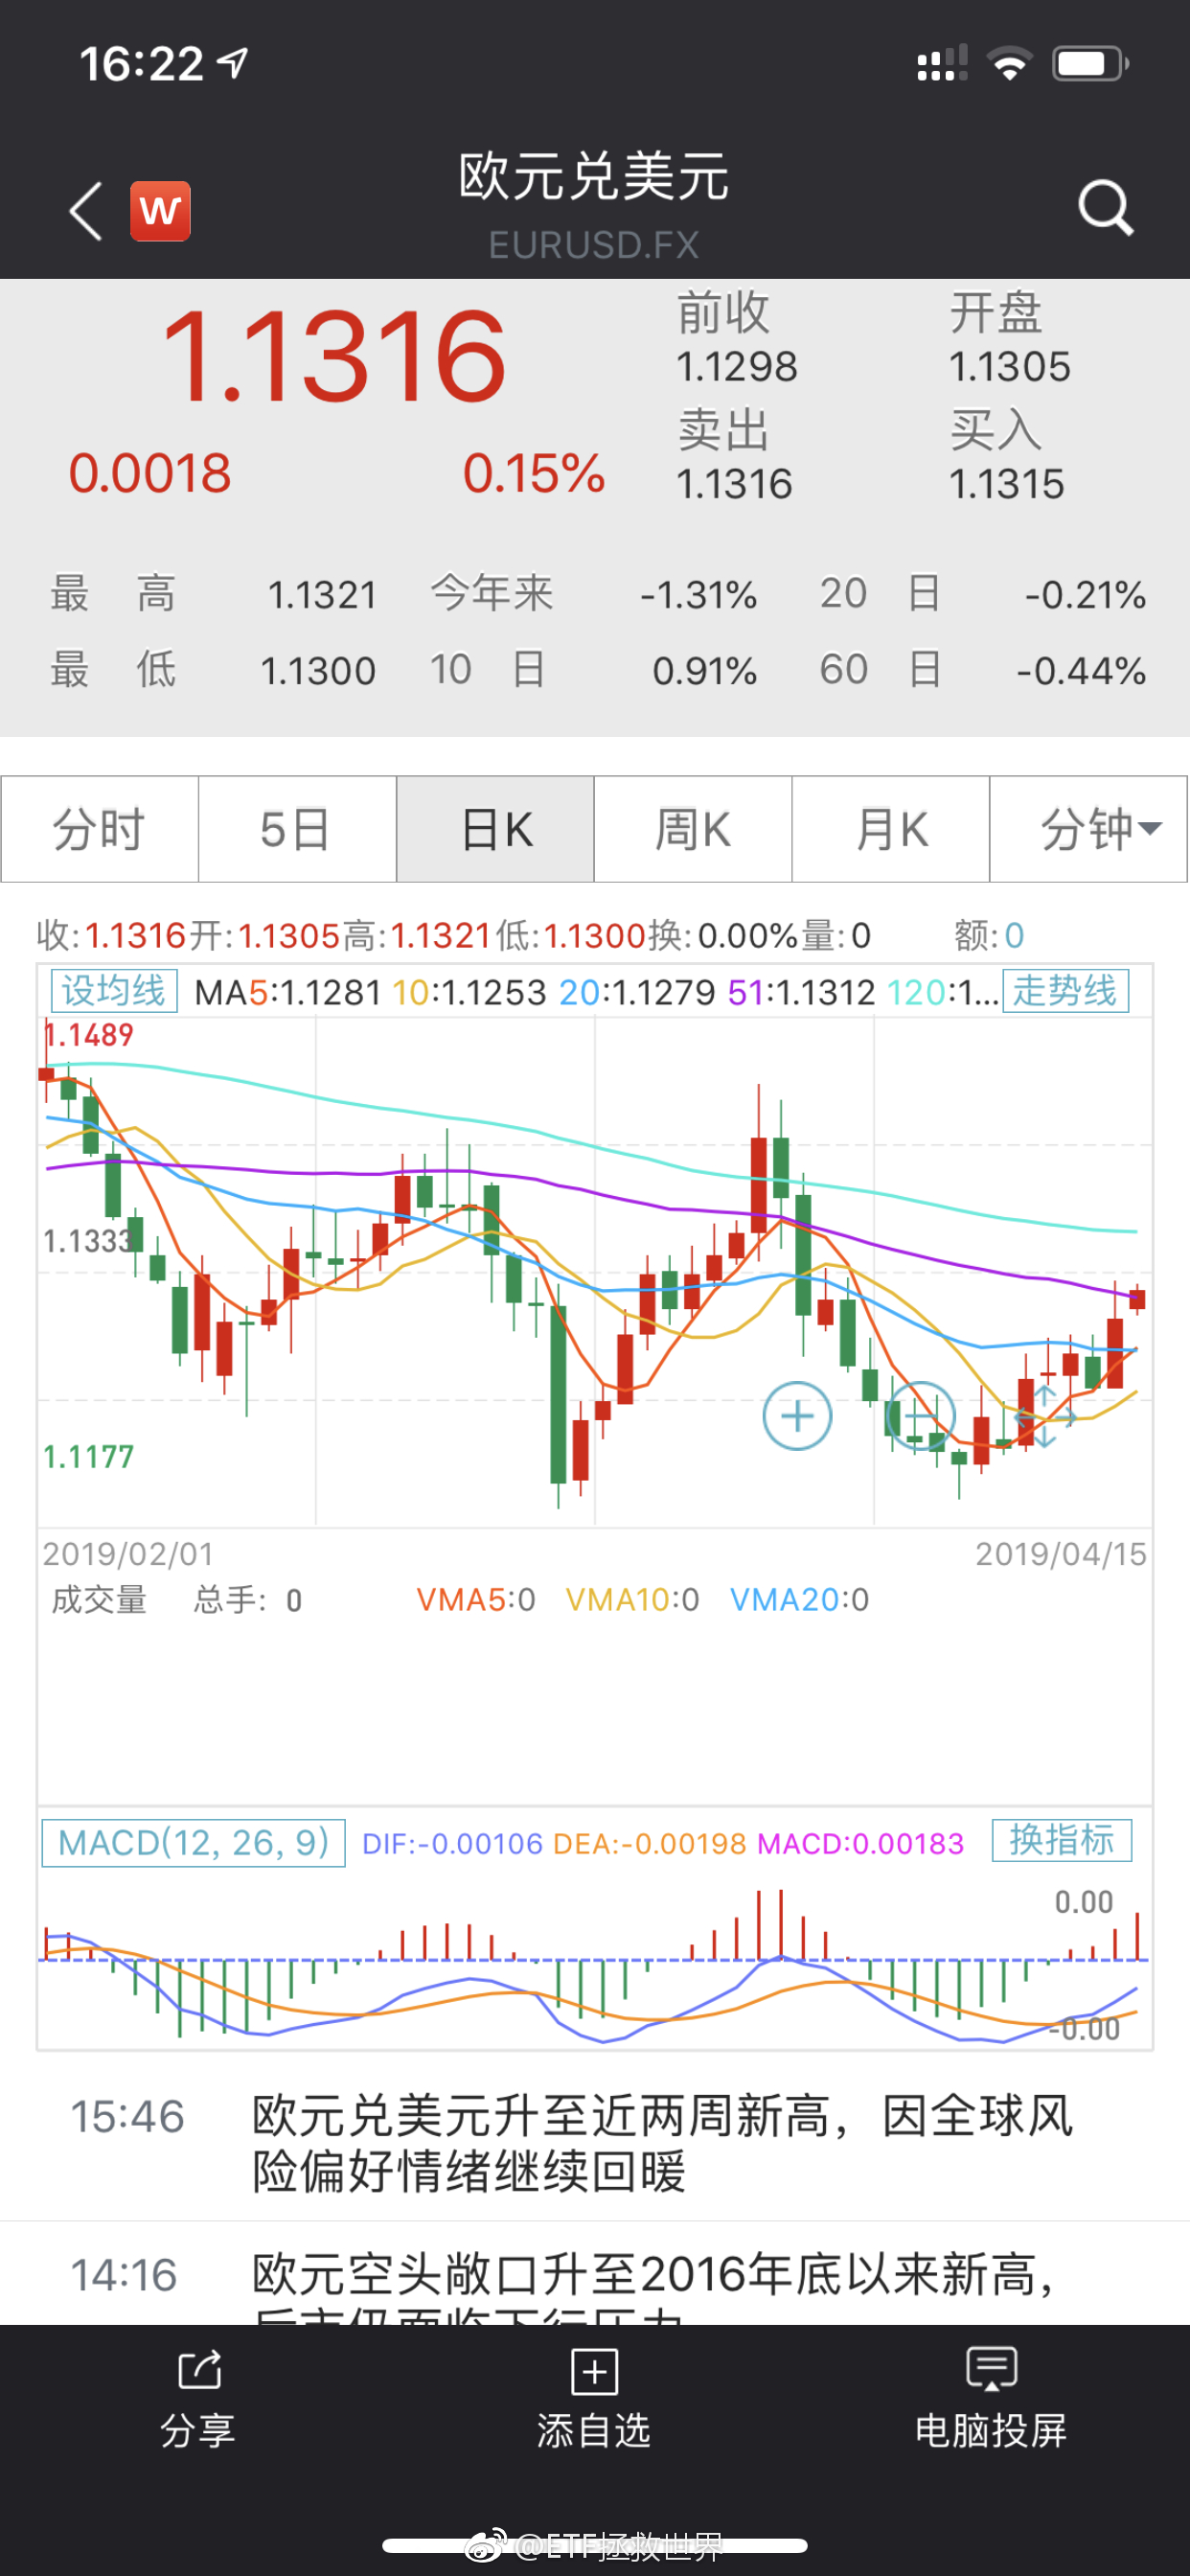 16:22
W
欧元兑美元
EURUSD.FX
1.1316
0.0018 0.15%
前收 开盘
1.1298 1.1305
卖出 买入
1.1316 1.1315
最高 1.1321 今年来 -1.31% 20日 -0.21%
最低 1.1300 10日 0.91% 60日 -0.44%
分时 5日 日K 周K 月K 分钟
收:1.1316开:1.1305高:1.1321低:1.1300换:0.00%量:0 额:0
设均线 MA5:1.1281 10:1.1253 20:1.1279 51:1.1312 120:1... 走势线
1.1489
1.1333
1.1177
2019/02/01 2019/04/15
成交量 总手: 0 VMA5:0 VMA10:0 VMA20:0
MACD(12, 26, 9) DIF:-0.00106 DEA:-0.00198 MACD:0.00183 换指标
0.00
-0.00
15:46 欧元兑美元升至近两周新高，因全球风
险偏好情绪继续回暖
14:16 欧元空头敞口升至2016年底以来新高，
分享 添自选 电脑投屏
@ETF拯救世界